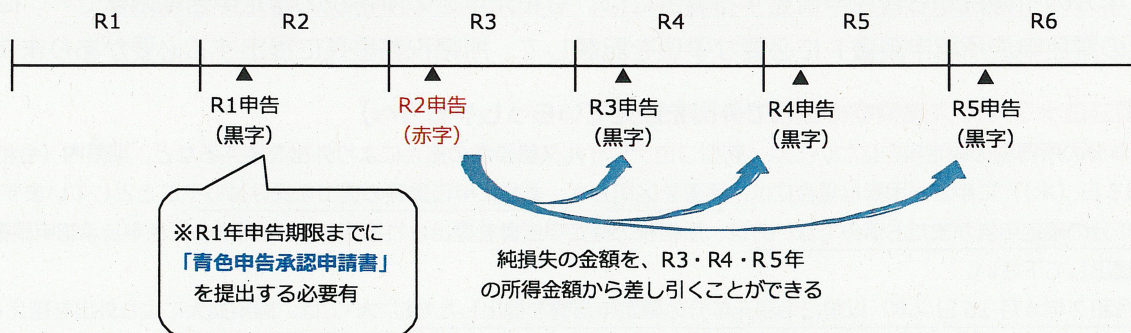 R1
R2
R3
R4
R5
R6
R1申告
(黒字)
R2申告
(赤字)
R3申告
(黒字)
R4申告
(黒字)
R5申告
(黒字)
※R1年申告期限までに
「青色申告承認申請書」
を提出する必要有
純損失の金額を、R3・R4・R5年
の所得金額から差し引くことができる